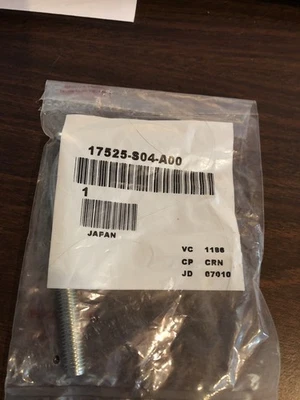 17525-S04-A00
1
JAPAN
VC 1196
CP CRN
JD 07010